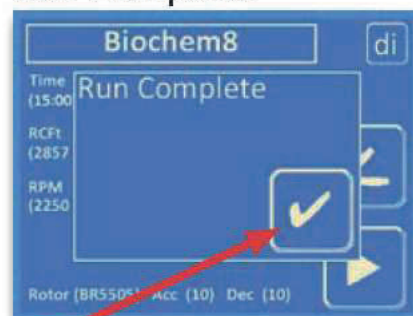 Biochem8
di
Run Complete
Time
(15:00
RCFt
(2857
RPM
(2250
Rotor (BR5505) Acc (10) Dec (10)